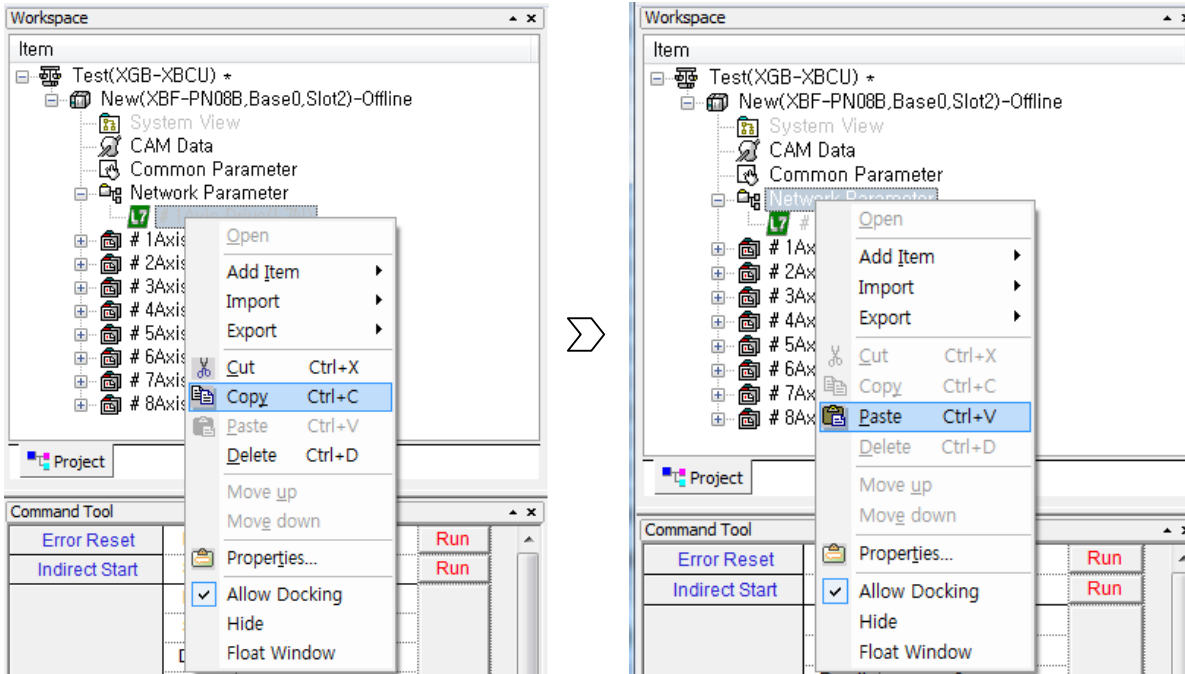 Workspace
Item
Test(XGB-XBCU) *
New(XBF-PN08B,Base0,Slot2)-Offline
System View
CAM Data
Common Parameter
Network Parameter
L7
# 1Axis
# 2Axis
# 3Axis
# 4Axis
# 5Axis
# 6Axis
# 7Axis
# 8Axis
Open
Add Item
Import
Export
Cut Ctrl+X
Copy Ctrl+C
Paste Ctrl+V
Delete Ctrl+D
Move up
Move down
Properties...
Allow Docking
Hide
Float Window
Project
Command Tool
Error Reset Run
Indirect Start Run
Workspace
Item
Test(XGB-XBCU) *
New(XBF-PN08B,Base0,Slot2)-Offline
System View
CAM Data
Common Parameter
Network Parameter
L7 #
# 1Ax
# 2Ax
# 3Ax
# 4Ax
# 5Ax
# 6Ax
# 7Ax
# 8Ax
Open
Add Item
Import
Export
Cut Ctrl+X
Copy Ctrl+C
Paste Ctrl+V
Delete Ctrl+D
Move up
Move down
Properties...
Allow Docking
Hide
Float Window
Project
Command Tool
Error Reset Run
Indirect Start Run